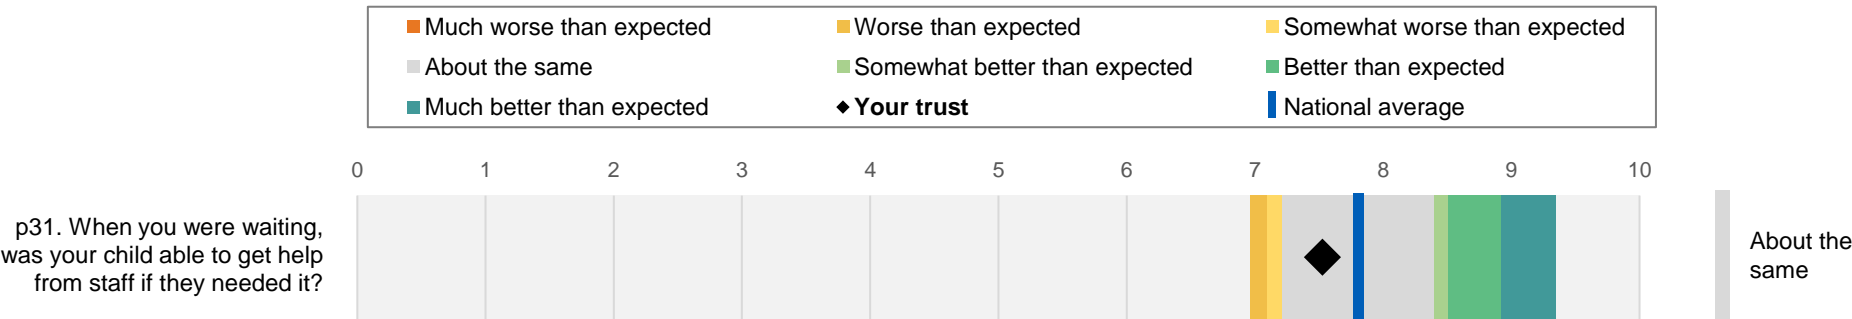 Much worse than expected
Worse than expected
Somewhat worse than expected
About the same
Somewhat better than expected
Better than expected
Much better than expected
Your trust
National average
0 1 2 3 4 5 6 7 8 9 10
p31. When you were waiting,
was your child able to get help
from staff if they needed it?
About the
same